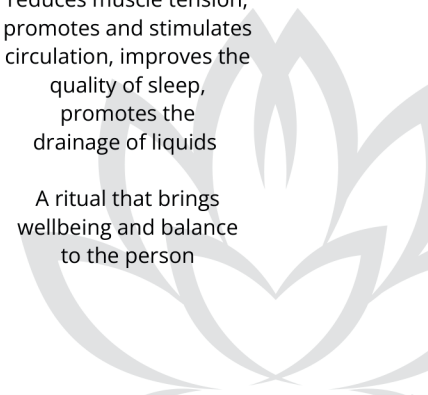 reduces muscle tension,
promotes and stimulates
circulation, improves the
quality of sleep,
promotes the
drainage of liquids
A ritual that brings
wellbeing and balance
to the person